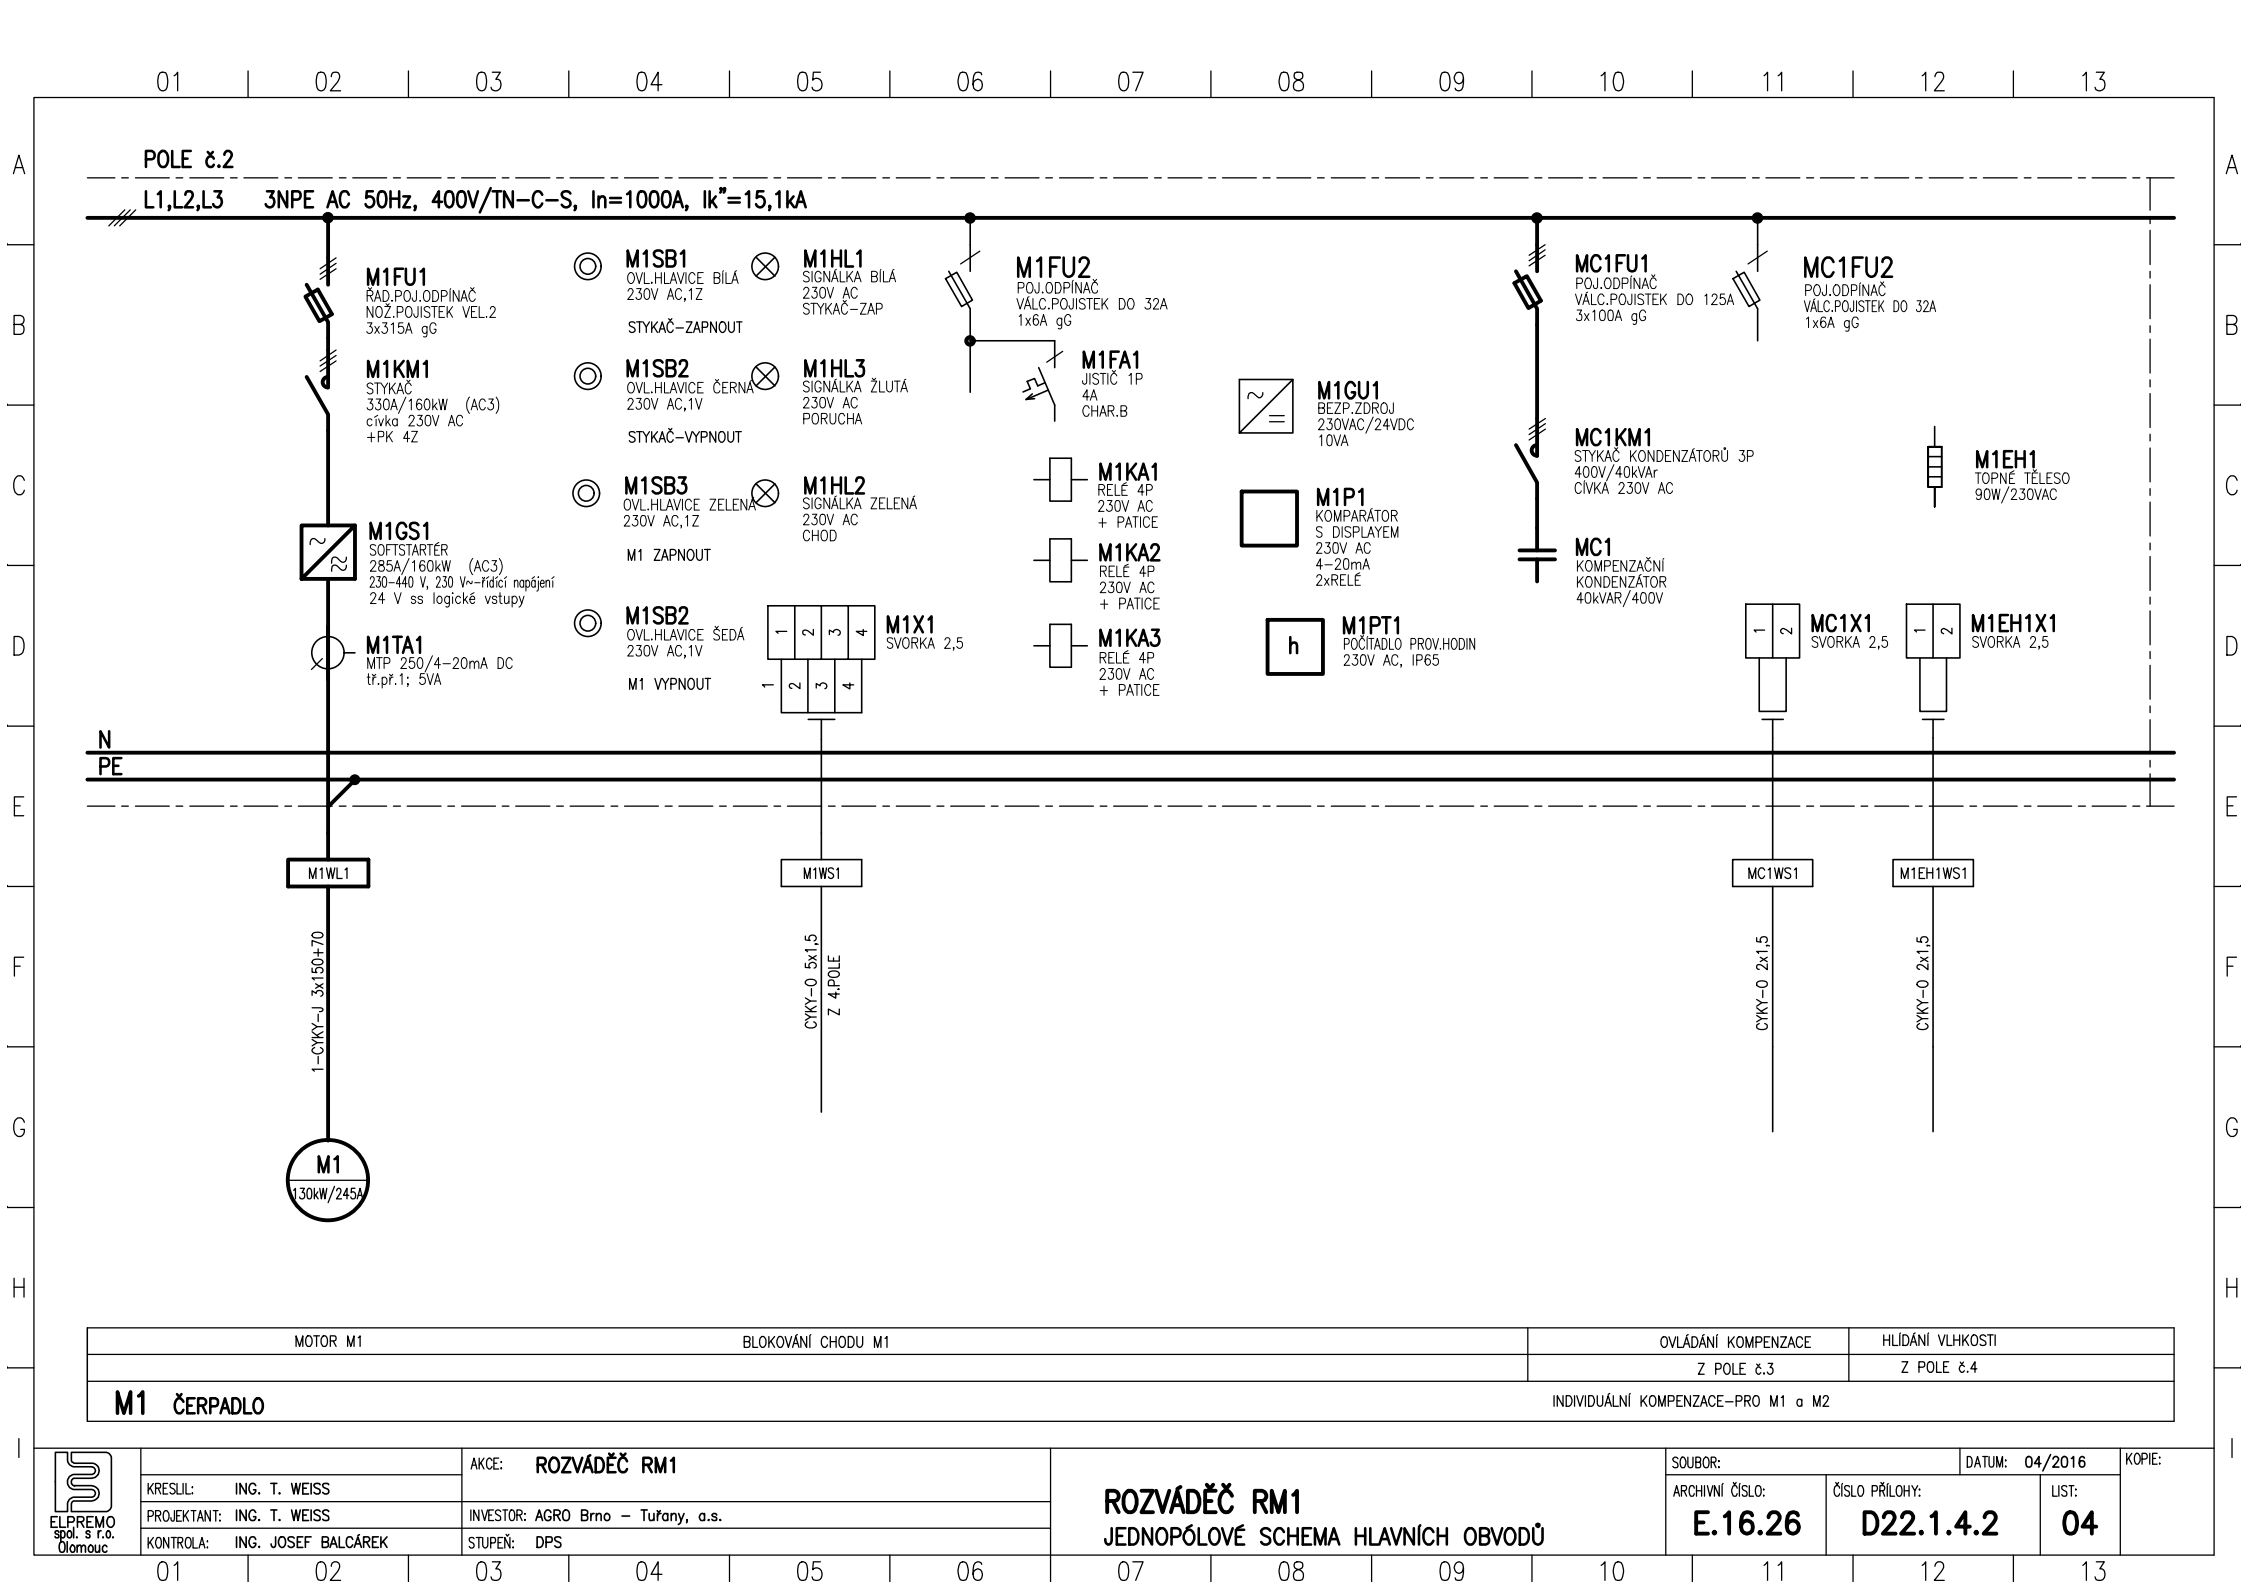 01 02 03 04 05 06 07 08 09 10 11 12 13
A
A
B
B
C
C
D
D
E
E
F
F
G
G
H
H
I
I
POLE č.2
L1,L2,L3 3NPE AC 50Hz, 400V/TN-C-S, In=1000A, Ik"=15,1kA
M1FU1
ŘAD.POJ.ODPÍNAČ
NOŽ.POJISTEK VEL.2
3x315A gG
M1KM1
STYKAČ
330A/160kW (AC3)
cívka 230V AC
+PK 4Z
M1GS1
SOFTSTARTÉR
285A/160kW (AC3)
230-440 V, 230 V~-řídící napájení
24 V ss logické vstupy
M1TA1
MTP 250/4-20mA DC
tř.př.1; 5VA
M1SB1
OVL.HLAVICE BÍLÁ
230V AC,1Z
STYKAČ-ZAPNOUT
M1SB2
OVL.HLAVICE ČERNÁ
230V AC,1V
STYKAČ-VYPNOUT
M1SB3
OVL.HLAVICE ZELENÁ
230V AC,1Z
M1 ZAPNOUT
M1SB2
OVL.HLAVICE ŠEDÁ
230V AC,1V
M1 VYPNOUT
M1HL1
SIGNÁLKA BÍLÁ
230V AC
STYKAČ-ZAP
M1HL3
SIGNÁLKA ŽLUTÁ
230V AC
PORUCHA
M1HL2
SIGNÁLKA ZELENÁ
230V AC
CHOD
1 2 3 4
M1X1
SVORKA 2,5
1 2 3 4
M1FU2
POJ.ODPÍNAČ
VÁLC.POJISTEK DO 32A
1x6A gG
M1FA1
JISTIČ 1P
4A
CHAR.B
M1KA1
RELÉ 4P
230V AC
+ PATICE
M1KA2
RELÉ 4P
230V AC
+ PATICE
M1KA3
RELÉ 4P
230V AC
+ PATICE
M1GU1
BEZP.ZDROJ
230VAC/24VDC
10VA
M1P1
KOMPARÁTOR
S DISPLAYEM
230V AC
4-20mA
2xRELÉ
h
M1PT1
POČÍTADLO PROV.HODIN
230V AC, IP65
MC1FU1
POJ.ODPÍNAČ
VÁLC.POJISTEK DO 125A
3x100A gG
MC1KM1
STYKAČ KONDENZÁTORŮ 3P
400V/40kVAr
CÍVKA 230V AC
MC1
KOMPENZAČNÍ
KONDENZÁTOR
40kVAR/400V
MC1FU2
POJ.ODPÍNAČ
VÁLC.POJISTEK DO 32A
1x6A gG
M1EH1
TOPNÉ TĚLESO
90W/230VAC
1 2
MC1X1
SVORKA 2,5
1 2
M1EH1X1
SVORKA 2,5
N
PE
M1WL1
M1WS1
MC1WS1
M1EH1WS1
1-CYKY-J 3x150+70
CYKY-O 5x1,5
Z 4.POLE
CYKY-O 2x1,5
CYKY-O 2x1,5
M1
130kW/245A
MOTOR M1
BLOKOVÁNÍ CHODU M1
OVLÁDÁNÍ KOMPENZACE
HLÍDÁNÍ VLHKOSTI
Z POLE č.3
Z POLE č.4
M1 ČERPADLO
INDIVIDUÁLNÍ KOMPENZACE-PRO M1 a M2
ELPREMO
spol. s r.o.
Olomouc
KRESLIL: ING. T. WEISS
PROJEKTANT: ING. T. WEISS
KONTROLA: ING. JOSEF BALCÁREK
AKCE: ROZVÁDĚČ RM1
INVESTOR: AGRO Brno - Tuřany, a.s.
STUPEŇ: DPS
ROZVÁDĚČ RM1
JEDNOPÓLOVÉ SCHEMA HLAVNÍCH OBVODŮ
SOUBOR:
DATUM: 04/2016
KOPIE:
ARCHIVNÍ ČÍSLO:
E.16.26
ČÍSLO PŘÍLOHY:
D22.1.4.2
LIST:
04
01 02 03 04 05 06 07 08 09 10 11 12 13